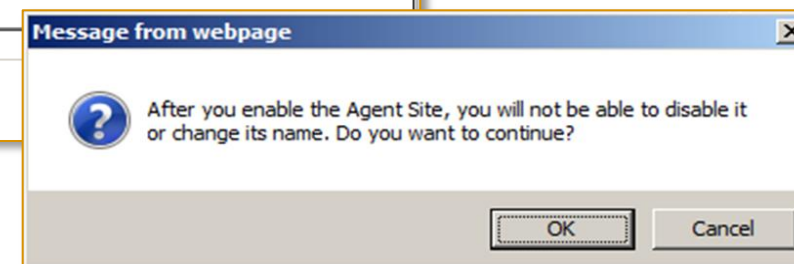 Message from webpage
After you enable the Agent Site, you will not be able to disable it
or change its name. Do you want to continue?
OK
Cancel